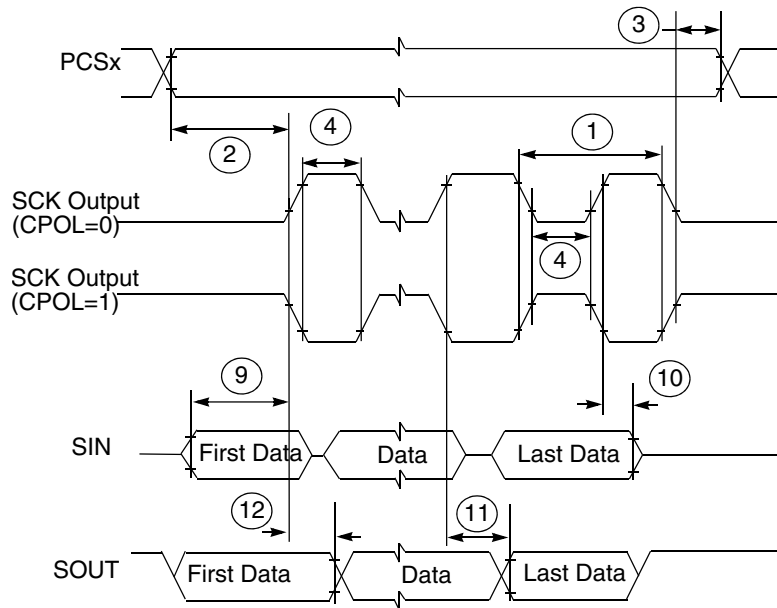 3
PCSx
2
4
1
SCK Output
(CPOL=0)
4
SCK Output
(CPOL=1)
9
10
SIN
First Data
Data
Last Data
12
11
SOUT
First Data
Data
Last Data